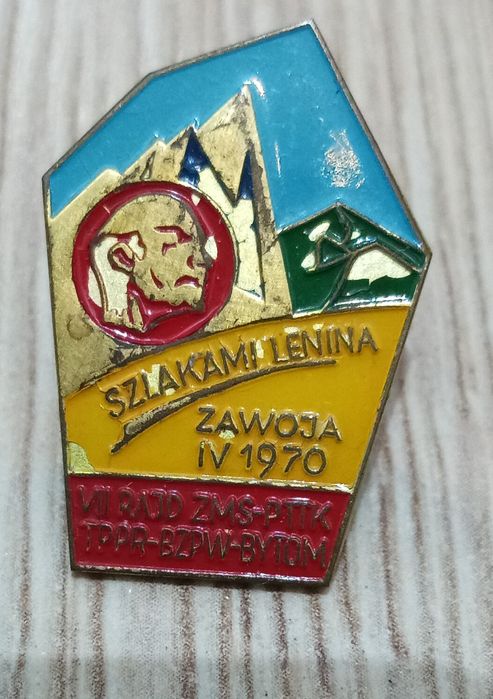 SZLAKAMI LENINA
ZAWOJA
IV 1970
VII RAJD ZMS-PTTK
TPPR-BZPW-BYTOM